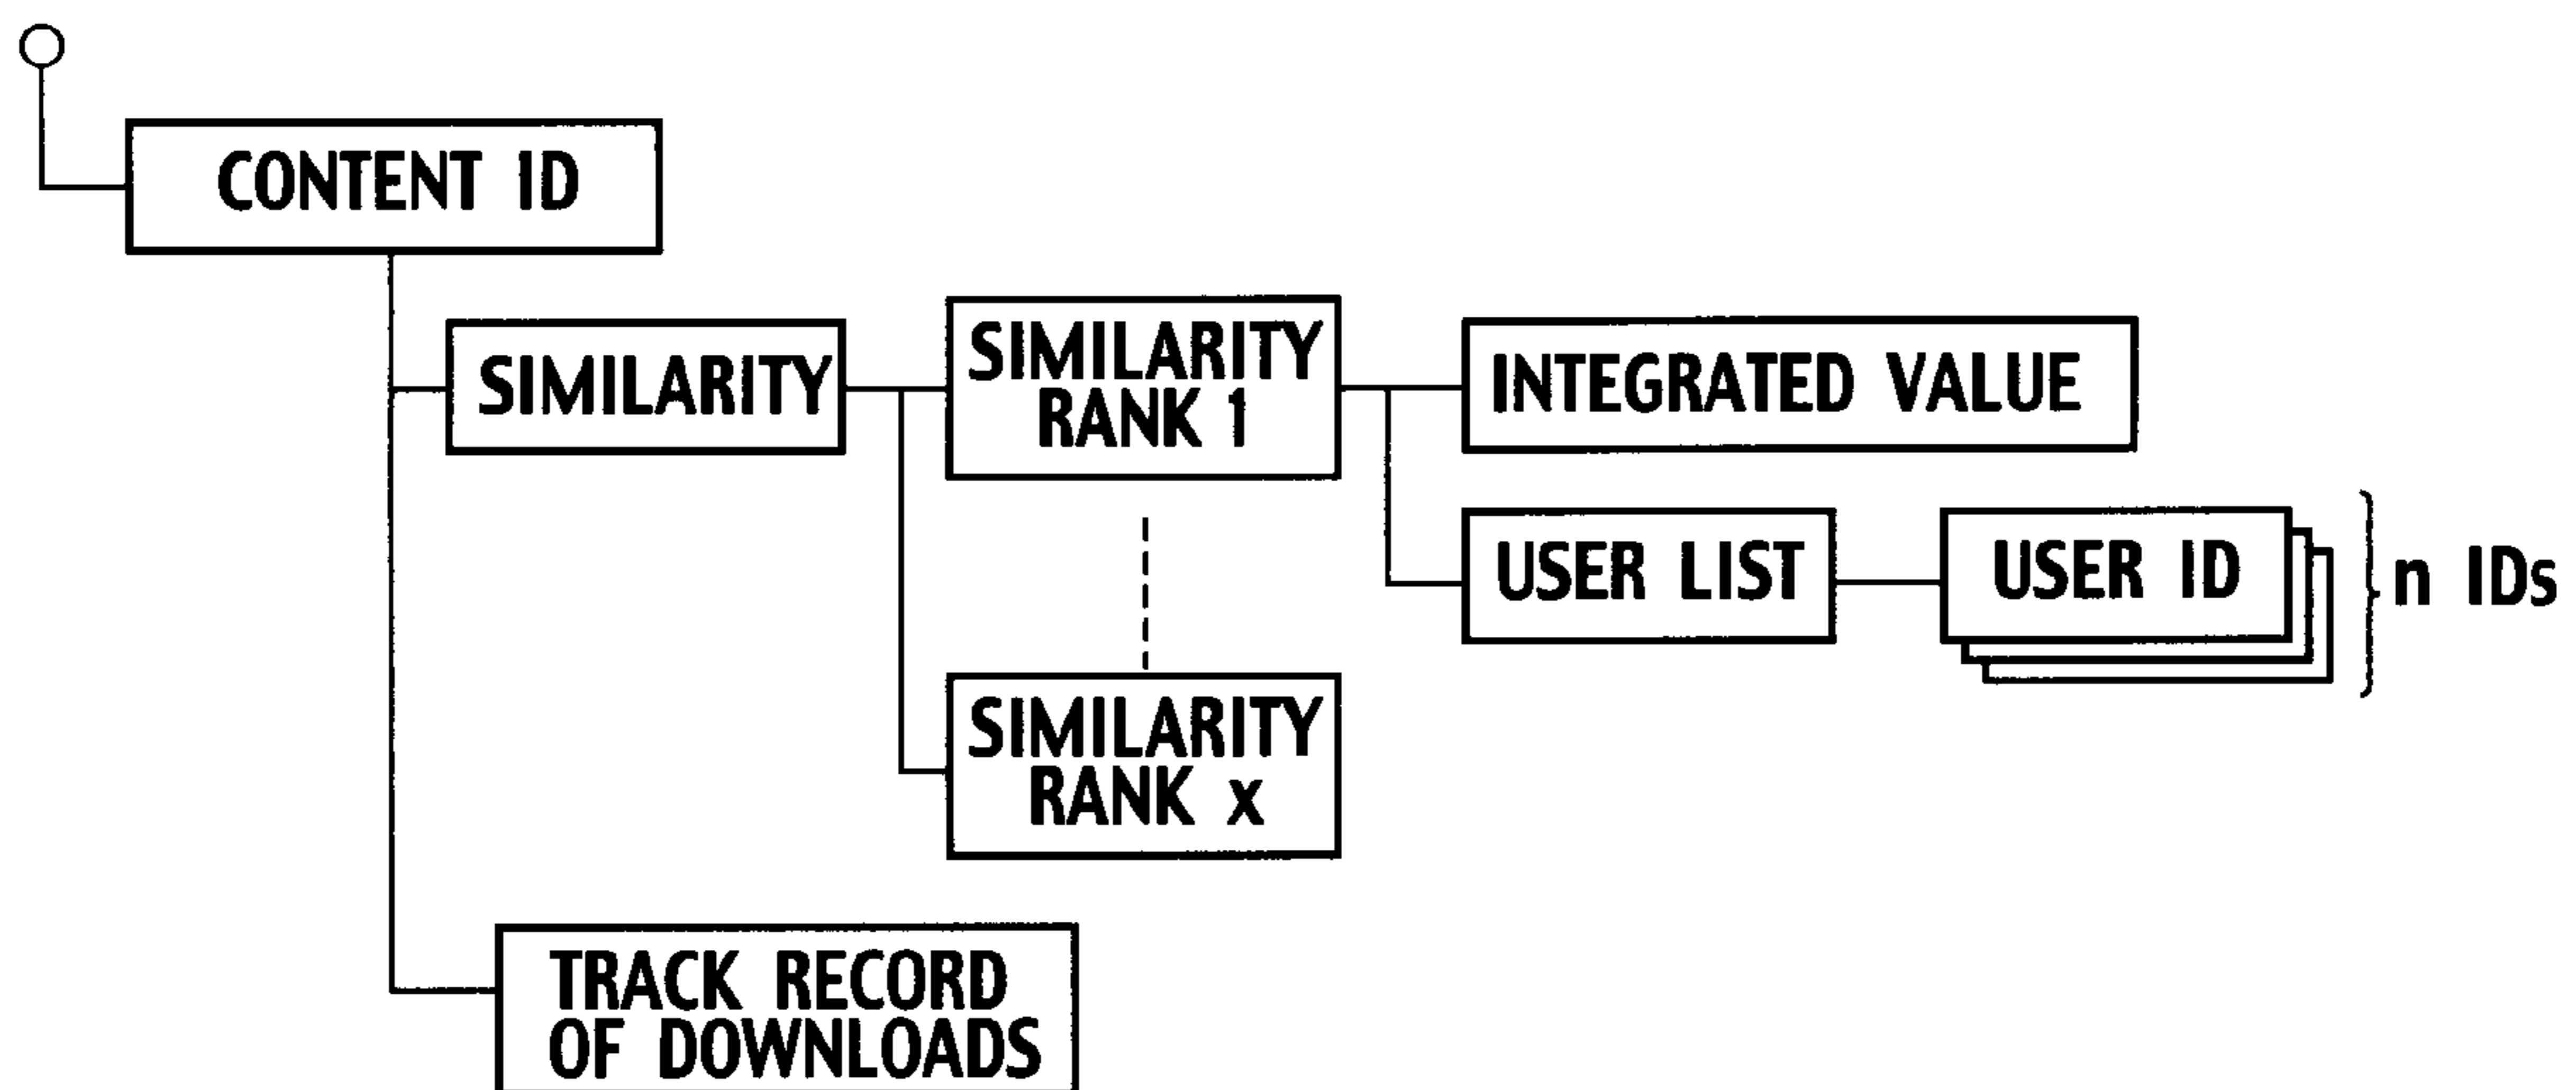 CONTENT ID
SIMILARITY
SIMILARITY
RANK 1
INTEGRATED VALUE
USER LIST
USER ID
n IDs
SIMILARITY
RANK x
TRACK RECORD
OF DOWNLOADS